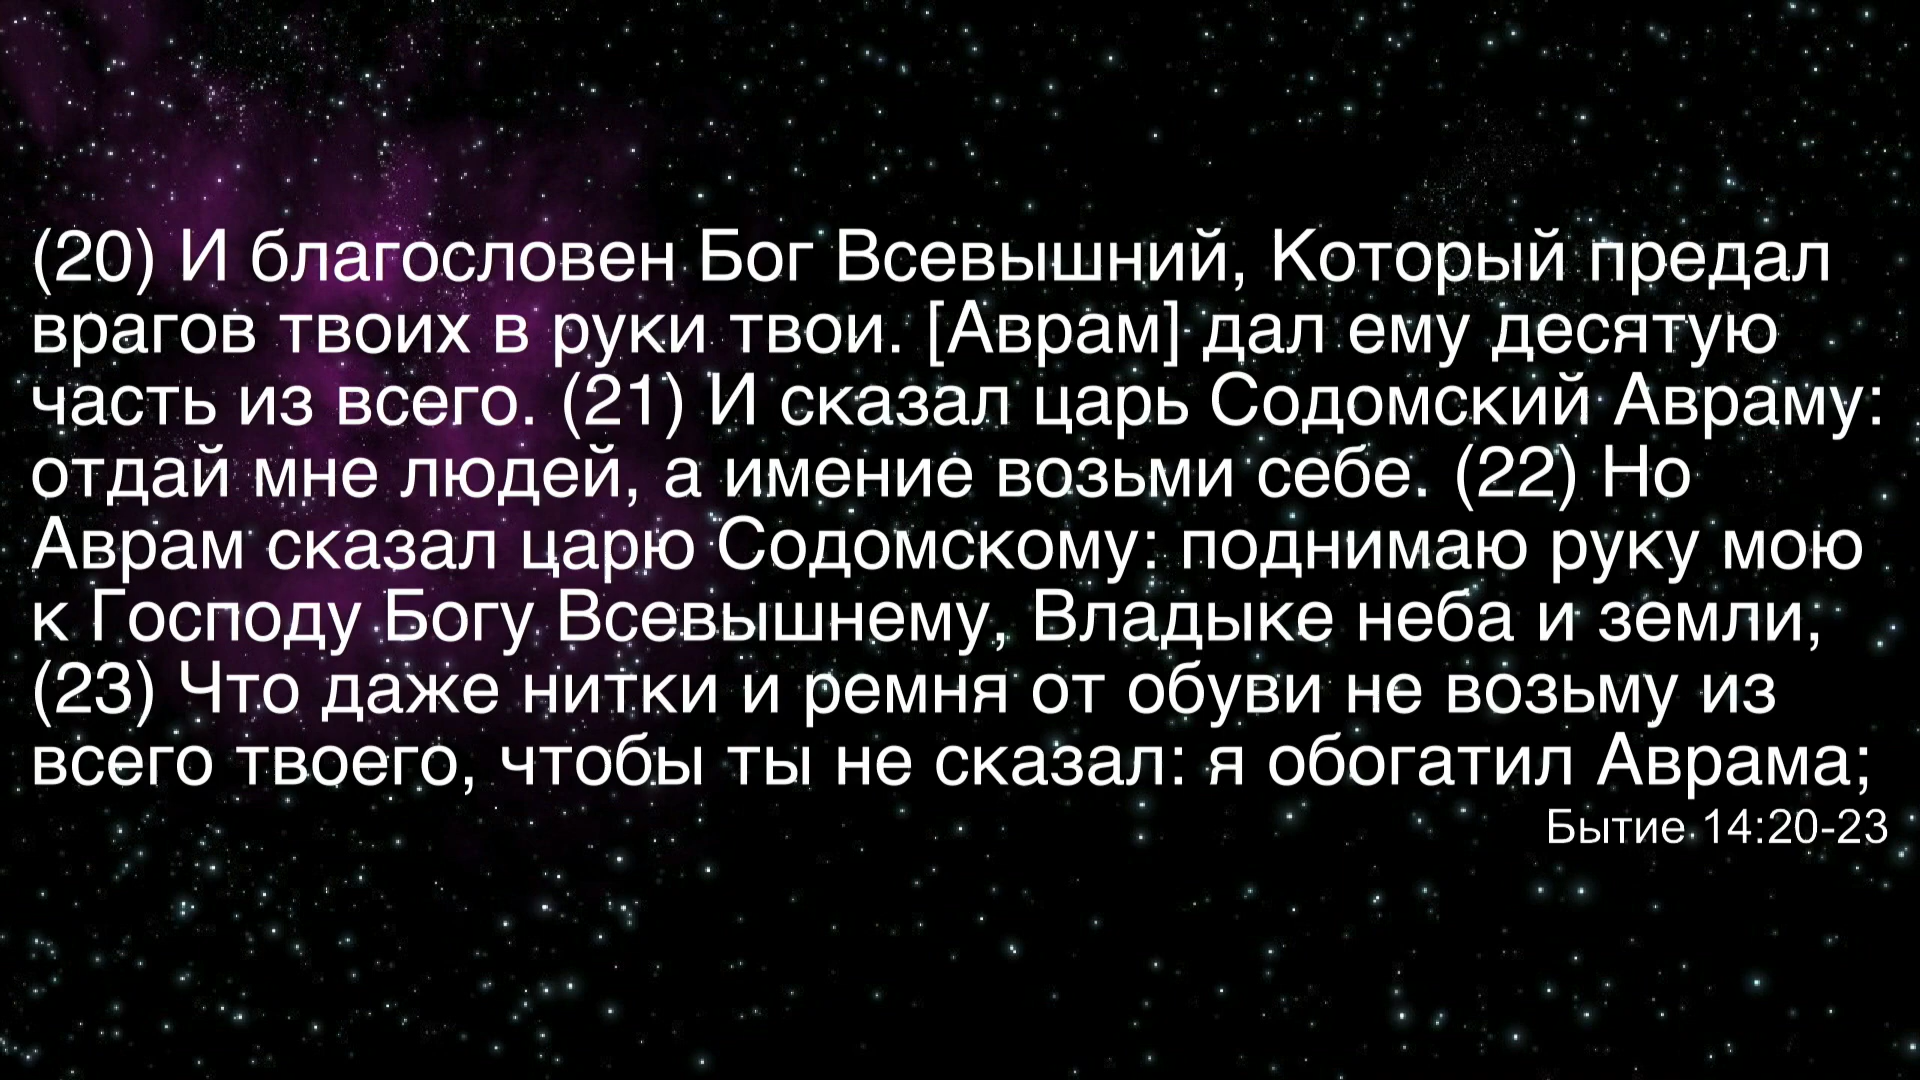 (20) И благословен Бог Всевышний, Который предал
врагов твоих в руки твои. [Аврам] дал ему десятую
часть из всего. (21) И сказал царь Содомский Авраму:
отдай мне людей, а имение возьми себе. (22) Но
Аврам сказал царю Содомскому: поднимаю руку мою
к Господу Богу Всевышнему, Владыке неба и земли,
(23) Что даже нитки и ремня от обуви не возьму из
всего твоего, чтобы ты не сказал: я обогатил Аврама;
Бытие 14:20-23